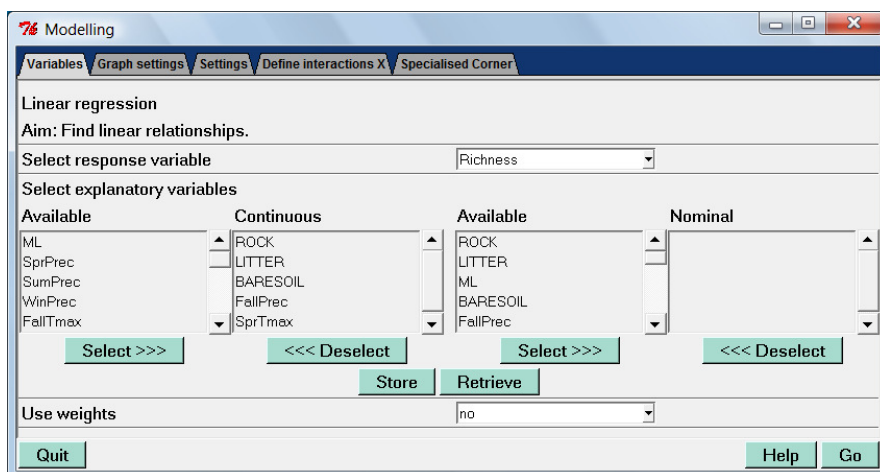 Modelling
Variables Graph settings Settings Define interactions X Specialised Corner
Linear regression
Aim: Find linear relationships.
Select response variable Richness
Select explanatory variables
Available Continuous Available Nominal
ML ROCK ROCK
SprPrec LITTER LITTER
SumPrec BARESOIL ML
WinPrec FallPrec BARESOIL
FallTmax SprTmax FallPrec
Select >>> <<< Deselect Select >>> <<< Deselect
Store Retrieve
Use weights no
Quit Help Go